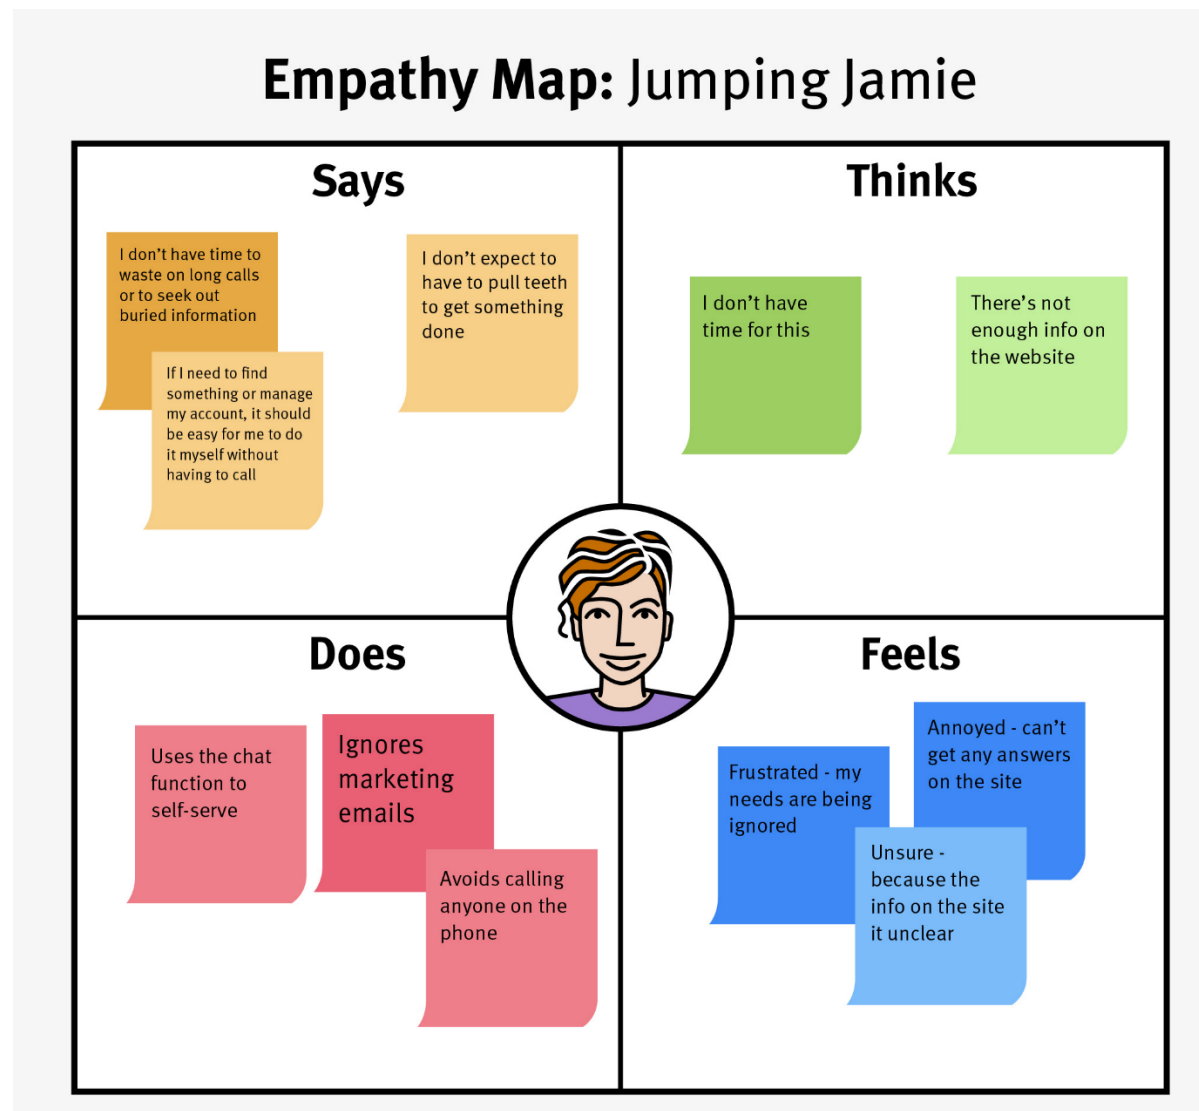 Empathy Map: Jumping Jamie
Says
I don’t have time to
waste on long calls
or to seek out
buried information
If I need to find
something or manage
my account, it should
be easy for me to do
it myself without
having to call
I don’t expect to
have to pull teeth
to get something
done
Thinks
I don’t have
time for this
There’s not
enough info on
the website
Does
Uses the chat
function to
self-serve
Ignores
marketing
emails
Avoids calling
anyone on the
phone
Feels
Frustrated - my
needs are being
ignored
Annoyed - can’t
get any answers
on the site
Unsure -
because the
info on the site
it unclear